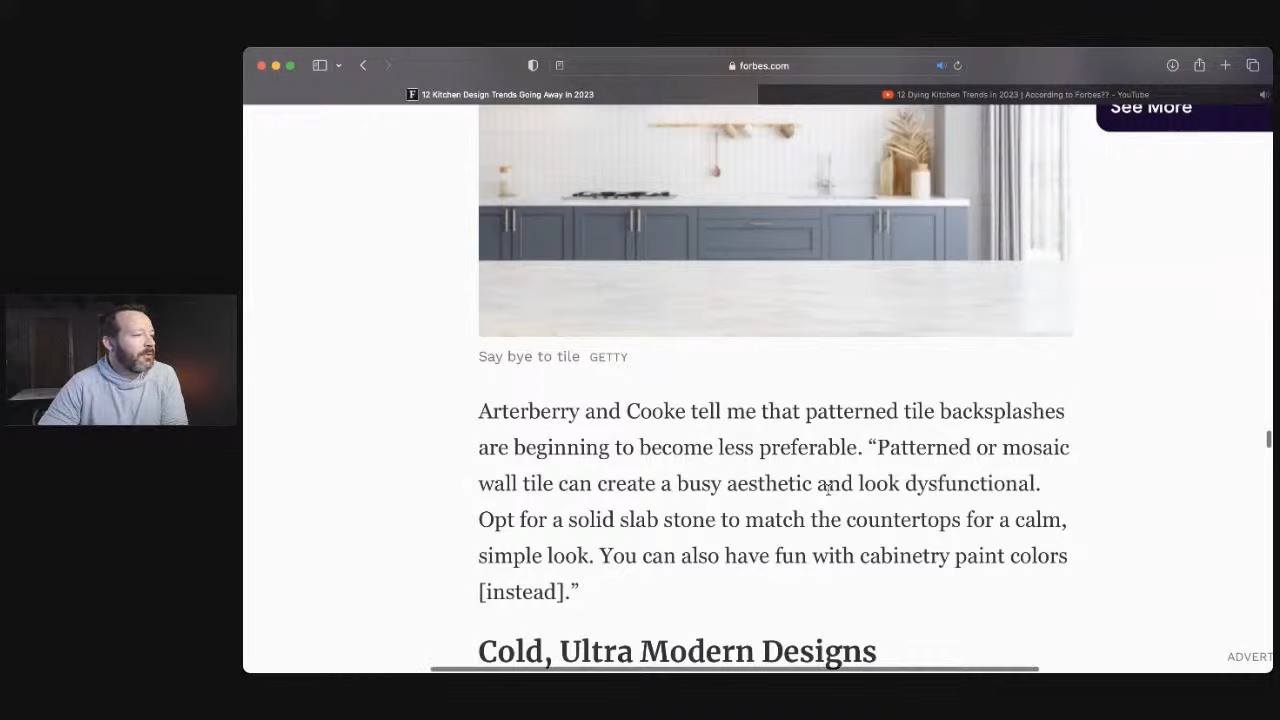 forbes.com
12 Kitchen Design Trends Going Away In 2023
12 Dying Kitchen Trends in 2023 | According to Forbes?? - YouTube
See More
Say bye to tile GETTY
Arterberry and Cooke tell me that patterned tile backsplashes
are beginning to become less preferable. “Patterned or mosaic
wall tile can create a busy aesthetic and look dysfunctional.
Opt for a solid slab stone to match the countertops for a calm,
simple look. You can also have fun with cabinetry paint colors
[instead].”
Cold, Ultra Modern Designs
ADVERT